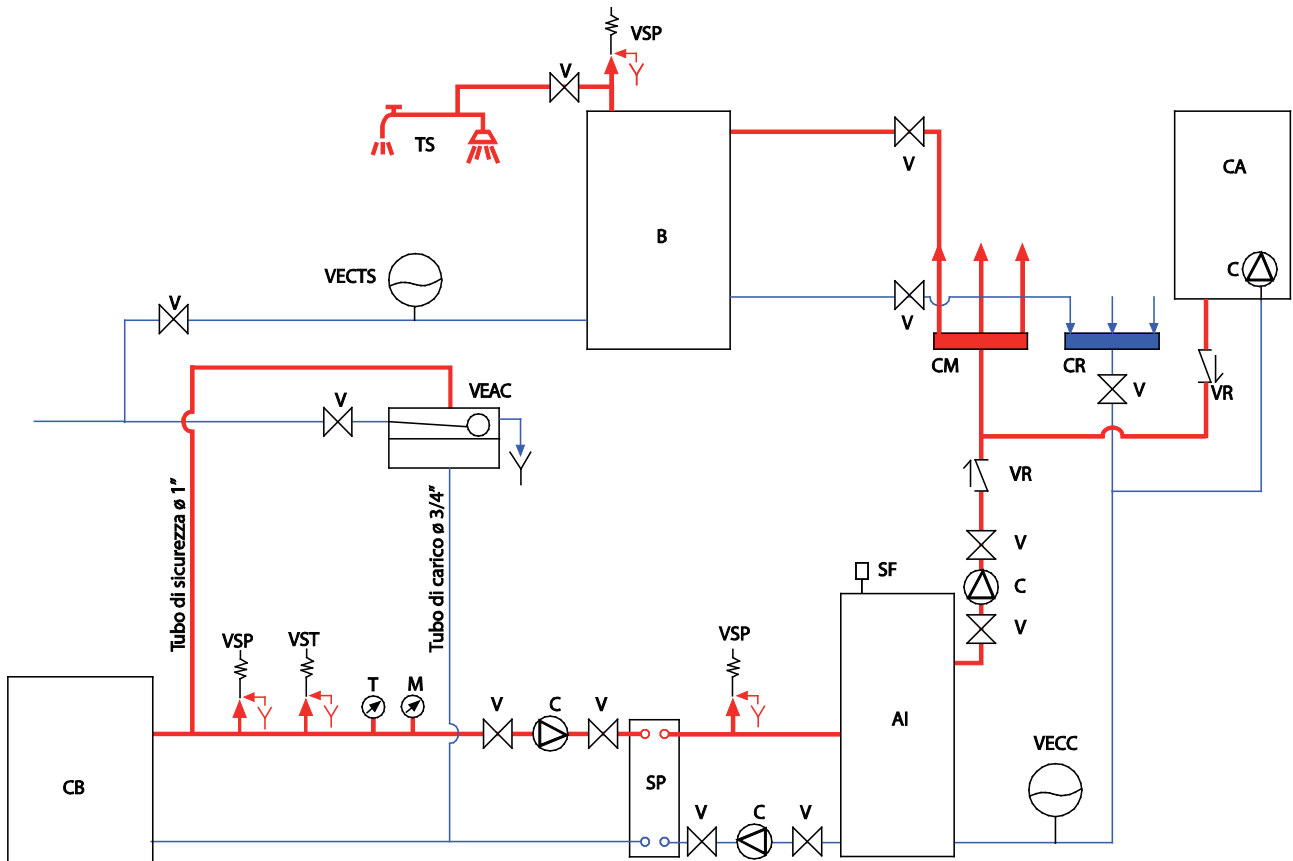 VSP
V
TS
V
CA
B
C
VECTS
V
V
CM
CR
V
VR
VEAC
V
VR
Tubo di sicurezza ø 1"
Tubo di carico ø 3/4"
V
SF
C
V
VSP
VST
VSP
T
M
V
C
V
AI
VECC
CB
SP
V
C
V